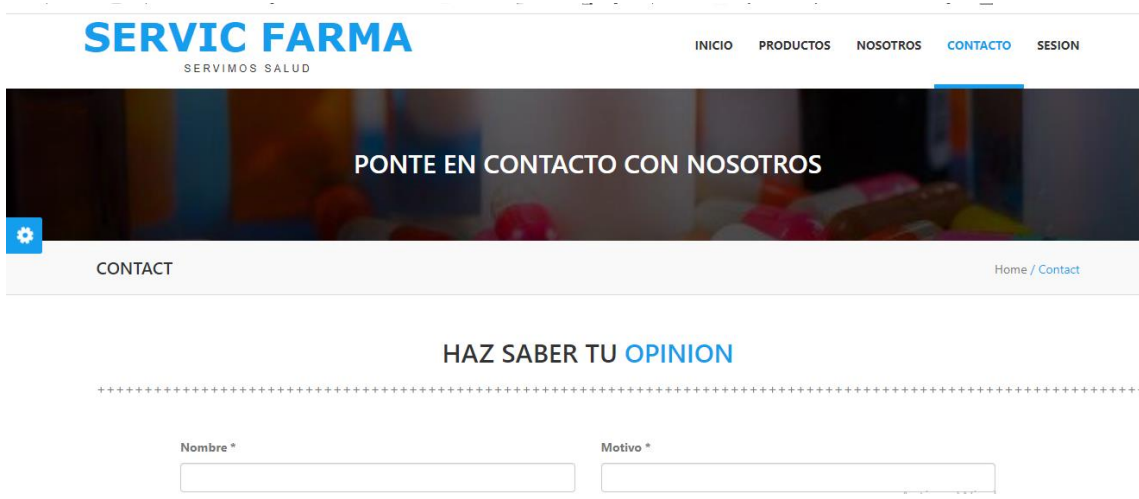 SERVIC FARMA
SERVIMOS SALUD
INICIO PRODUCTOS NOSOTROS CONTACTO SESION
PONTE EN CONTACTO CON NOSOTROS
CONTACT
Home / Contact
HAZ SABER TU OPINION
++++++++++++++++++++++++++++++++++++++++++++++++++++++++++++++++++++++++++++++++++++++++++++++++++++++++++++++
Nombre *
Motivo *